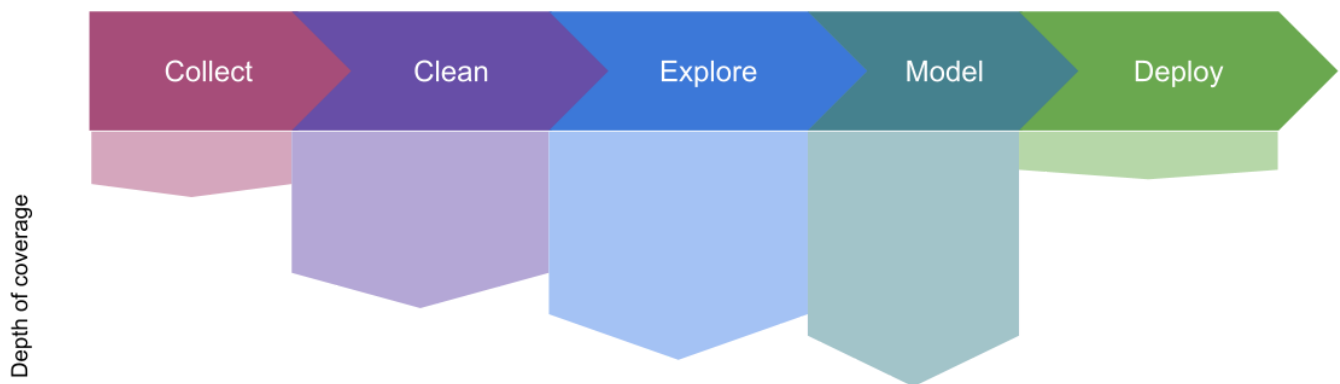 Collect
Clean
Explore
Model
Deploy
Depth of coverage